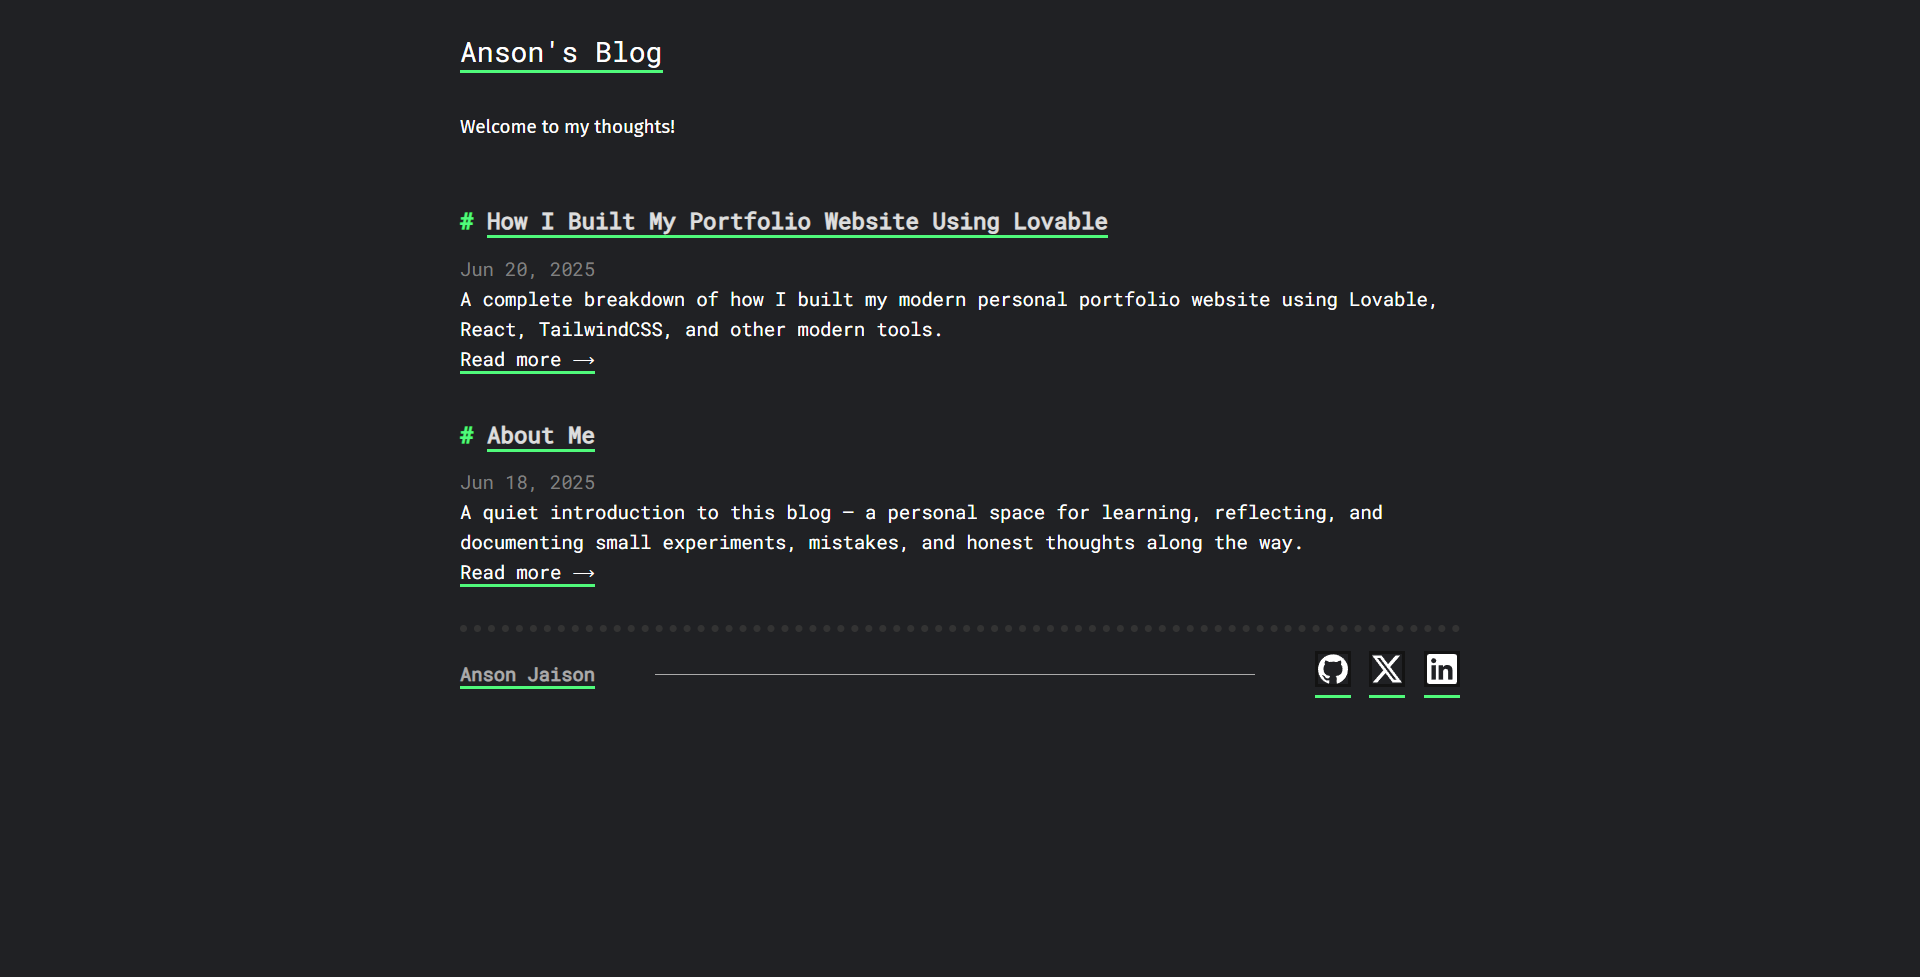 Anson's Blog
Welcome to my thoughts!
# How I Built My Portfolio Website Using Lovable
Jun 20, 2025
A complete breakdown of how I built my modern personal portfolio website using Lovable,
React, TailwindCSS, and other modern tools.
Read more ⟶
# About Me
Jun 18, 2025
A quiet introduction to this blog — a personal space for learning, reflecting, and
documenting small experiments, mistakes, and honest thoughts along the way.
Read more ⟶
Anson Jaison
in